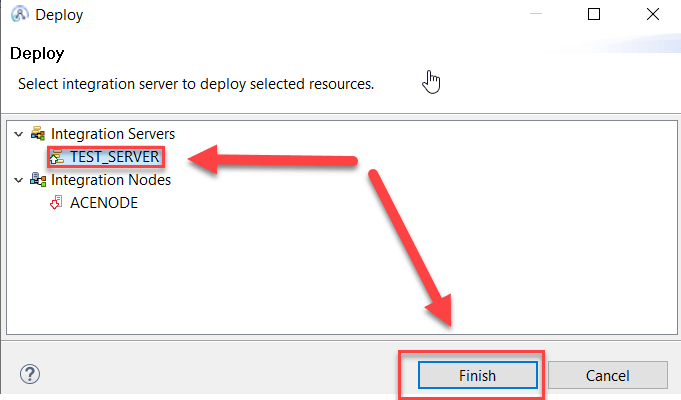 Deploy
Deploy
Select integration server to deploy selected resources.
Integration Servers
TEST_SERVER
Integration Nodes
ACENODE
?
Finish
Cancel